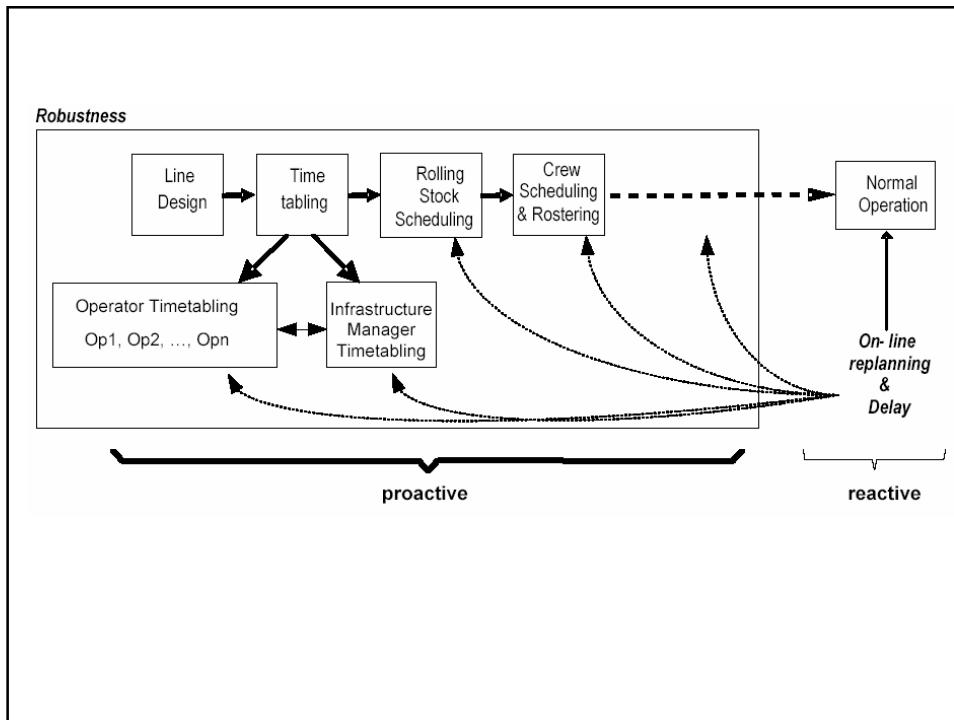 Robustness
Line
Design
Time
tabling
Rolling
Stock
Scheduling
Crew
Scheduling
& Rostering
Normal
Operation
Operator Timetabling
Op1, Op2, ..., Opn
Infrastructure
Manager
Timetabling
On- line
replanning
&
Delay
proactive
reactive